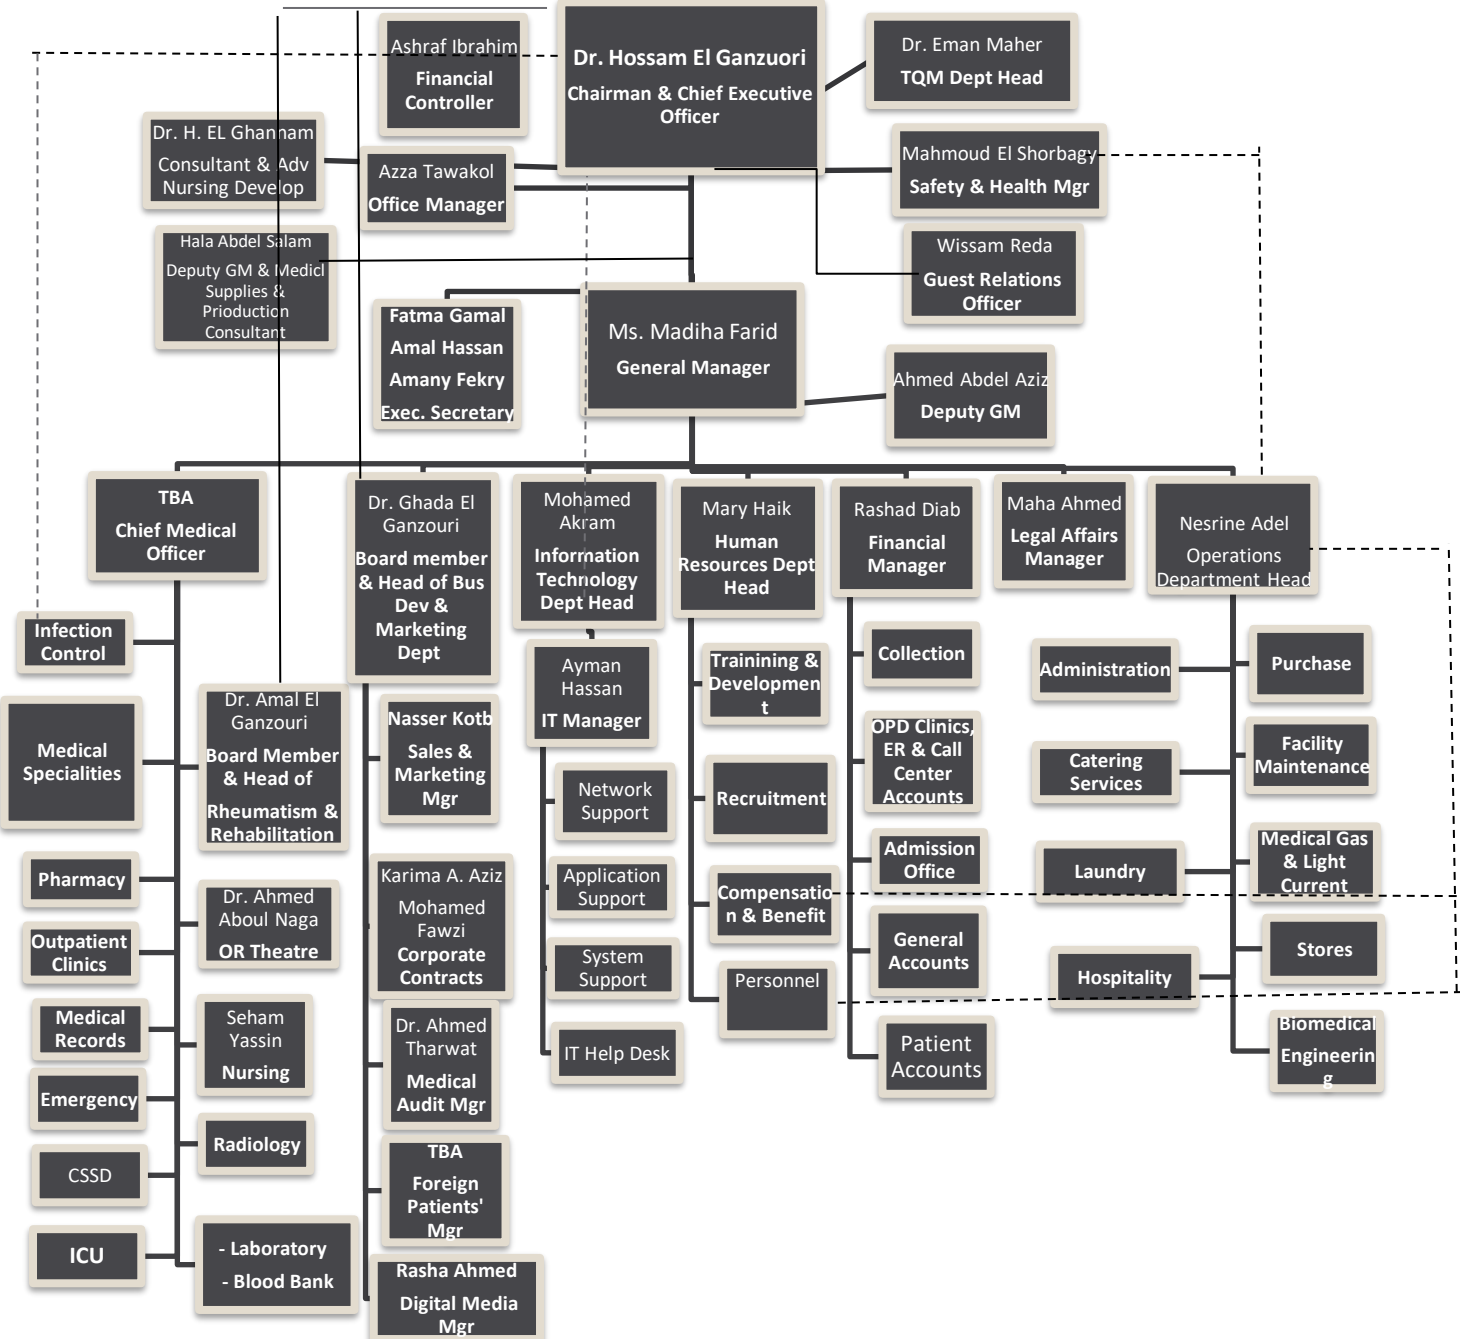 Ashraf Ibrahim
Financial
Controller
Dr. Hossam El Ganzuori
Chairman & Chief Executive
Officer
Dr. Eman Maher
TQM Dept Head
Dr. H. EL Ghannam
Consultant & Adv
Nursing Develop
Azza Tawakol
Office Manager
Mahmoud El Shorbagy
Safety & Health Mgr
Hala Abdel Salam
Deputy GM & Medicl
Supplies &
Prioduction
Consultant
Wissam Reda
Guest Relations
Officer
Fatma Gamal
Amal Hassan
Amany Fekry
Exec. Secretary
Ms. Madiha Farid
General Manager
Ahmed Abdel Aziz
Deputy GM
TBA
Chief Medical
Officer
Dr. Ghada El
Ganzouri
Board member
& Head of Bus
Dev &
Marketing
Dept
Mohamed
Akram
Information
Technology
Dept Head
Mary Haik
Human
Resources Dept
Head
Rashad Diab
Financial
Manager
Maha Ahmed
Legal Affairs
Manager
Nesrine Adel
Operations
Department Head
Infection
Control
Medical
Specialities
Dr. Amal El
Ganzouri
Board Member
& Head of
Rheumatism &
Rehabilitation
Pharmacy
Dr. Ahmed
Aboul Naga
OR Theatre
Outpatient
Clinics
Medical
Records
Seham
Yassin
Nursing
Emergency
Radiology
CSSD
ICU
- Laboratory
- Blood Bank
Nasser Kotb
Sales &
Marketing
Mgr
Karima A. Aziz
Mohamed
Fawzi
Corporate
Contracts
Dr. Ahmed
Tharwat
Medical
Audit Mgr
TBA
Foreign
Patients'
Mgr
Rasha Ahmed
Digital Media
Mgr
Ayman
Hassan
IT Manager
Network
Support
Application
Support
System
Support
IT Help Desk
Trainining &
Developmen
t
Recruitment
Compensatio
n & Benefit
Personnel
Collection
OPD Clinics,
ER & Call
Center
Accounts
Admission
Office
General
Accounts
Patient
Accounts
Administration
Purchase
Catering
Services
Facility
Maintenance
Laundry
Medical Gas
& Light
Current
Hospitality
Stores
Biomedical
Engineerin
g